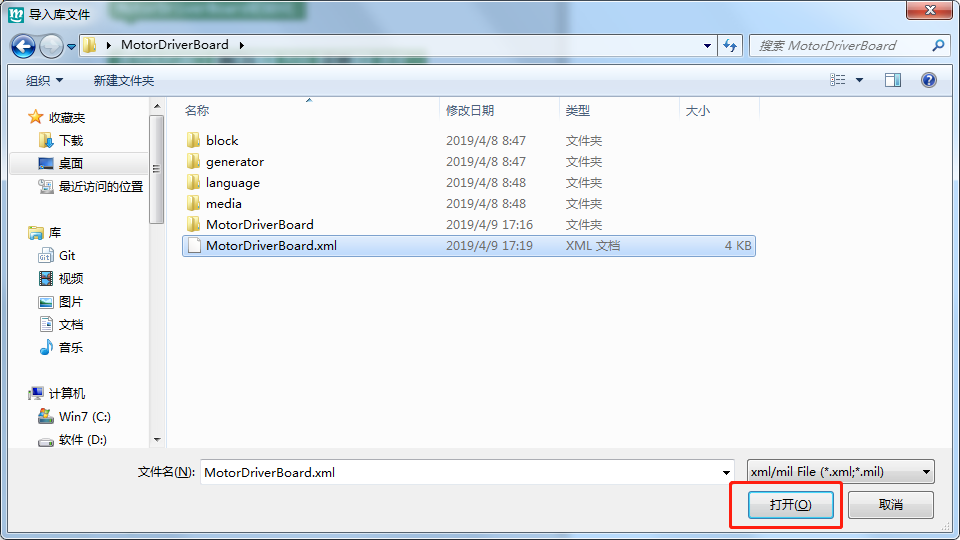 导入库文件
MotorDriverBoard
搜索 MotorDriverBoard
组织 新建文件夹
名称 修改日期 类型 大小
收藏夹
下载
桌面
最近访问的位置
库
Git
视频
图片
文档
音乐
计算机
Win7 (C:)
软件 (D:)
block 2019/4/8 8:47 文件夹
generator 2019/4/8 8:47 文件夹
language 2019/4/8 8:48 文件夹
media 2019/4/8 8:48 文件夹
MotorDriverBoard 2019/4/9 17:16 文件夹
MotorDriverBoard.xml 2019/4/9 17:19 XML 文档 4 KB
文件名(N): MotorDriverBoard.xml xml/mil File (*.xml;*.mil)
打开(O) 取消